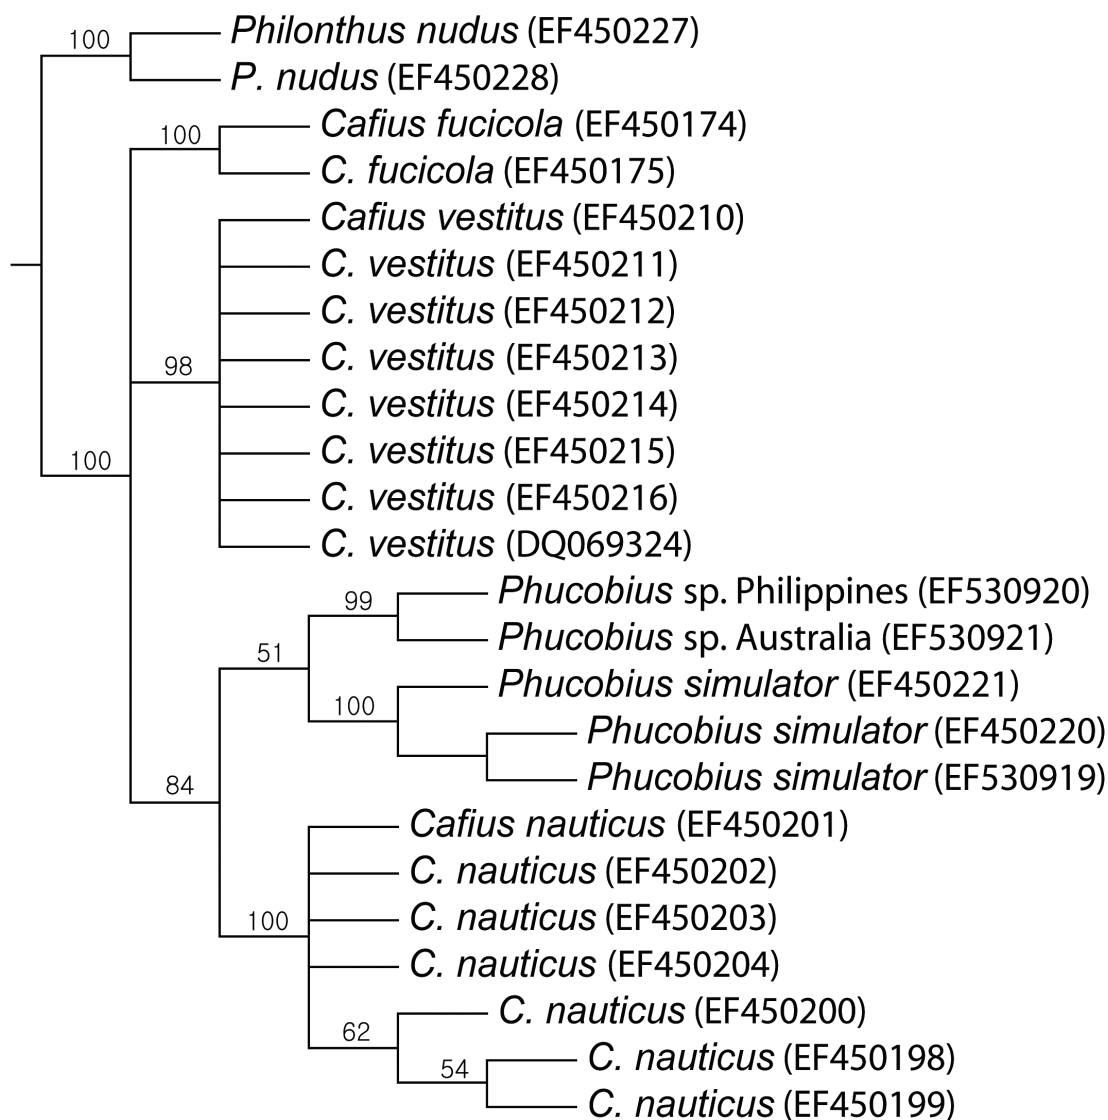 Philonthus nudus (EF450227)
100
P. nudus (EF450228)
Cafius fucicola (EF450174)
100
C. fucicola (EF450175)
Cafius vestitus (EF450210)
C. vestitus (EF450211)
C. vestitus (EF450212)
C. vestitus (EF450213)
98
C. vestitus (EF450214)
C. vestitus (EF450215)
100
C. vestitus (EF450216)
C. vestitus (DQ069324)
Phucobius sp. Philippines (EF530920)
99
Phucobius sp. Australia (EF530921)
51
Phucobius simulator (EF450221)
100
Phucobius simulator (EF450220)
Phucobius simulator (EF530919)
84
Cafius nauticus (EF450201)
C. nauticus (EF450202)
C. nauticus (EF450203)
100
C. nauticus (EF450204)
C. nauticus (EF450200)
62
C. nauticus (EF450198)
54
C. nauticus (EF450199)